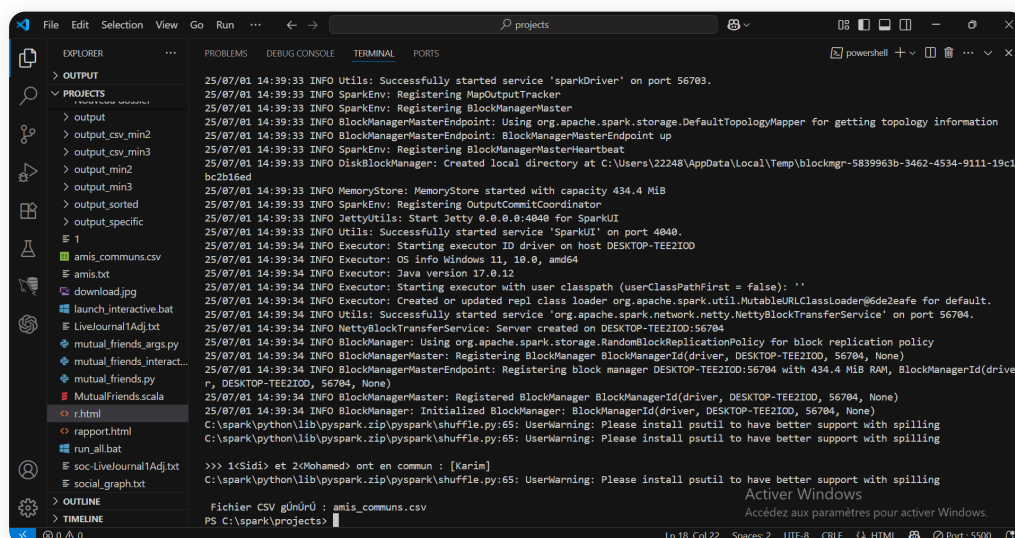 File Edit Selection View Go Run ··· projects
EXPLORER ···
OUTPUT
PROJECTS
Nouveau dossier
output
output_csv_min2
output_csv_min3
output_min2
output_min3
output_sorted
output_specific
1
amis_communs.csv
amis.txt
download.jpg
launch_interactive.bat
LiveJournal1Adj.txt
mutual_friends_args.py
mutual_friends_interact...
mutual_friends.py
MutualFriends.scala
r.html
rapport.html
run_all.bat
soc-LiveJournal1Adj.txt
social_graph.txt
OUTLINE
TIMELINE
PROBLEMS DEBUG CONSOLE TERMINAL PORTS powershell
25/07/01 14:39:33 INFO Utils: Successfully started service 'sparkDriver' on port 56703.
25/07/01 14:39:33 INFO SparkEnv: Registering MapOutputTracker
25/07/01 14:39:33 INFO SparkEnv: Registering BlockManagerMaster
25/07/01 14:39:33 INFO BlockManagerMasterEndpoint: Using org.apache.spark.storage.DefaultTopologyMapper for getting topology information
25/07/01 14:39:33 INFO BlockManagerMasterEndpoint: BlockManagerMasterEndpoint up
25/07/01 14:39:33 INFO SparkEnv: Registering BlockManagerMasterHeartbeat
25/07/01 14:39:33 INFO DiskBlockManager: Created local directory at C:\Users\22248\AppData\Local\Temp\blockmgr-5839963b-3462-4534-9111-19c1
bc2b16ed
25/07/01 14:39:33 INFO MemoryStore: MemoryStore started with capacity 434.4 MiB
25/07/01 14:39:33 INFO SparkEnv: Registering OutputCommitCoordinator
25/07/01 14:39:33 INFO JettyUtils: Start Jetty 0.0.0.0:4040 for SparkUI
25/07/01 14:39:33 INFO Utils: Successfully started service 'SparkUI' on port 4040.
25/07/01 14:39:34 INFO Executor: Starting executor ID driver on host DESKTOP-TEE2IOD
25/07/01 14:39:34 INFO Executor: OS info Windows 11, 10.0, amd64
25/07/01 14:39:34 INFO Executor: Java version 17.0.12
25/07/01 14:39:34 INFO Executor: Starting executor with user classpath (userClassPathFirst = false): ''
25/07/01 14:39:34 INFO Executor: Created or updated repl class loader org.apache.spark.util.MutableURLClassLoader@6de2eafe for default.
25/07/01 14:39:34 INFO Utils: Successfully started service 'org.apache.spark.network.netty.NettyBlockTransferService' on port 56704.
25/07/01 14:39:34 INFO NettyBlockTransferService: Server created on DESKTOP-TEE2IOD:56704
25/07/01 14:39:34 INFO BlockManager: Using org.apache.spark.storage.RandomBlockReplicationPolicy for block replication policy
25/07/01 14:39:34 INFO BlockManagerMaster: Registering BlockManager BlockManagerId(driver, DESKTOP-TEE2IOD, 56704, None)
25/07/01 14:39:34 INFO BlockManagerMasterEndpoint: Registering block manager DESKTOP-TEE2IOD:56704 with 434.4 MiB RAM, BlockManagerId(drive
r, DESKTOP-TEE2IOD, 56704, None)
25/07/01 14:39:34 INFO BlockManagerMaster: Registered BlockManager BlockManagerId(driver, DESKTOP-TEE2IOD, 56704, None)
25/07/01 14:39:34 INFO BlockManager: Initialized BlockManager: BlockManagerId(driver, DESKTOP-TEE2IOD, 56704, None)
C:\spark\python\lib\pyspark.zip\pyspark\shuffle.py:65: UserWarning: Please install psutil to have better support with spilling
C:\spark\python\lib\pyspark.zip\pyspark\shuffle.py:65: UserWarning: Please install psutil to have better support with spilling
>>> 1<Sidi> et 2<Mohamed> ont en commun : [Karim]
C:\spark\python\lib\pyspark.zip\pyspark\shuffle.py:65: UserWarning: Please install psutil to have better support with spilling
Fichier CSV gÚnÚrÚ : amis_communs.csv
PS C:\spark\projects>
Activer Windows
Accédez aux paramètres pour activer Windows.
0 0 Ln 18, Col 22 Spaces: 2 UTF-8 CRLF {} HTML Port : 5500